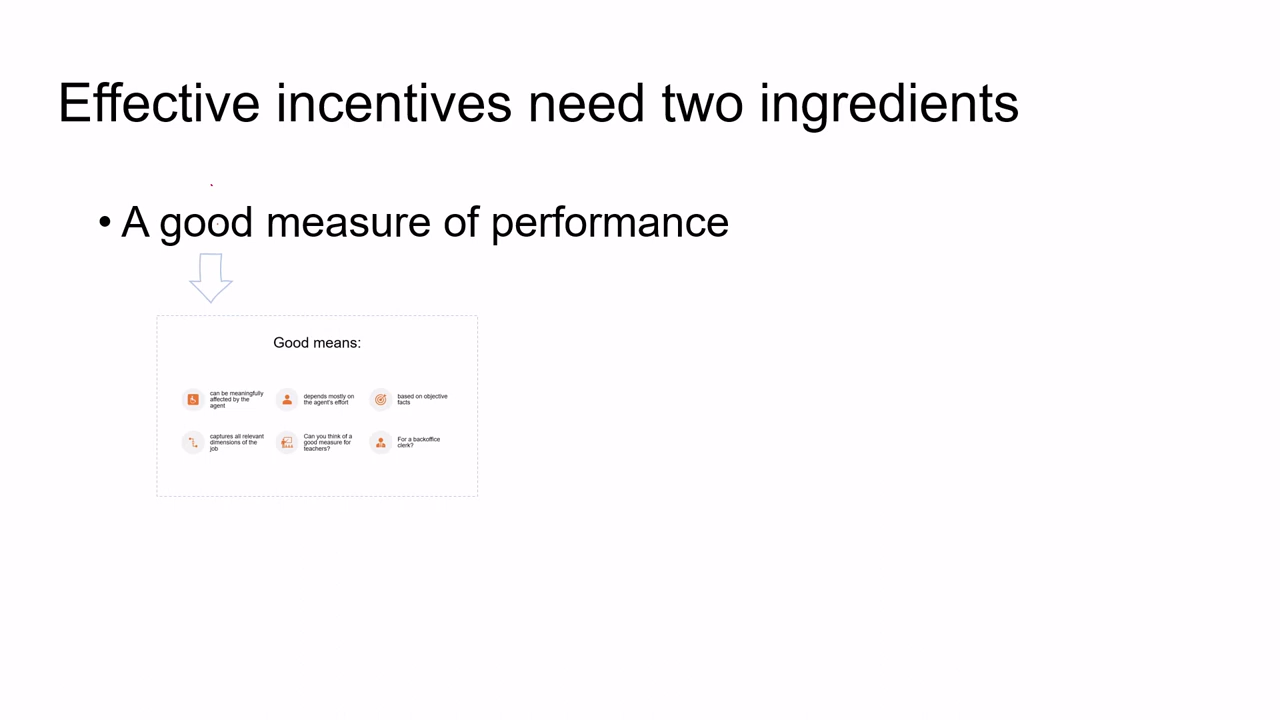 Effective incentives need two ingredients
• A good measure of performance
Good means:
can be meaningfully
affected by the
agent
depends mostly on
the agent's effort
based on objective
facts
captures all relevant
dimensions of the
job
Can you think of a
good measure for
teachers?
For a backoffice
clerk?